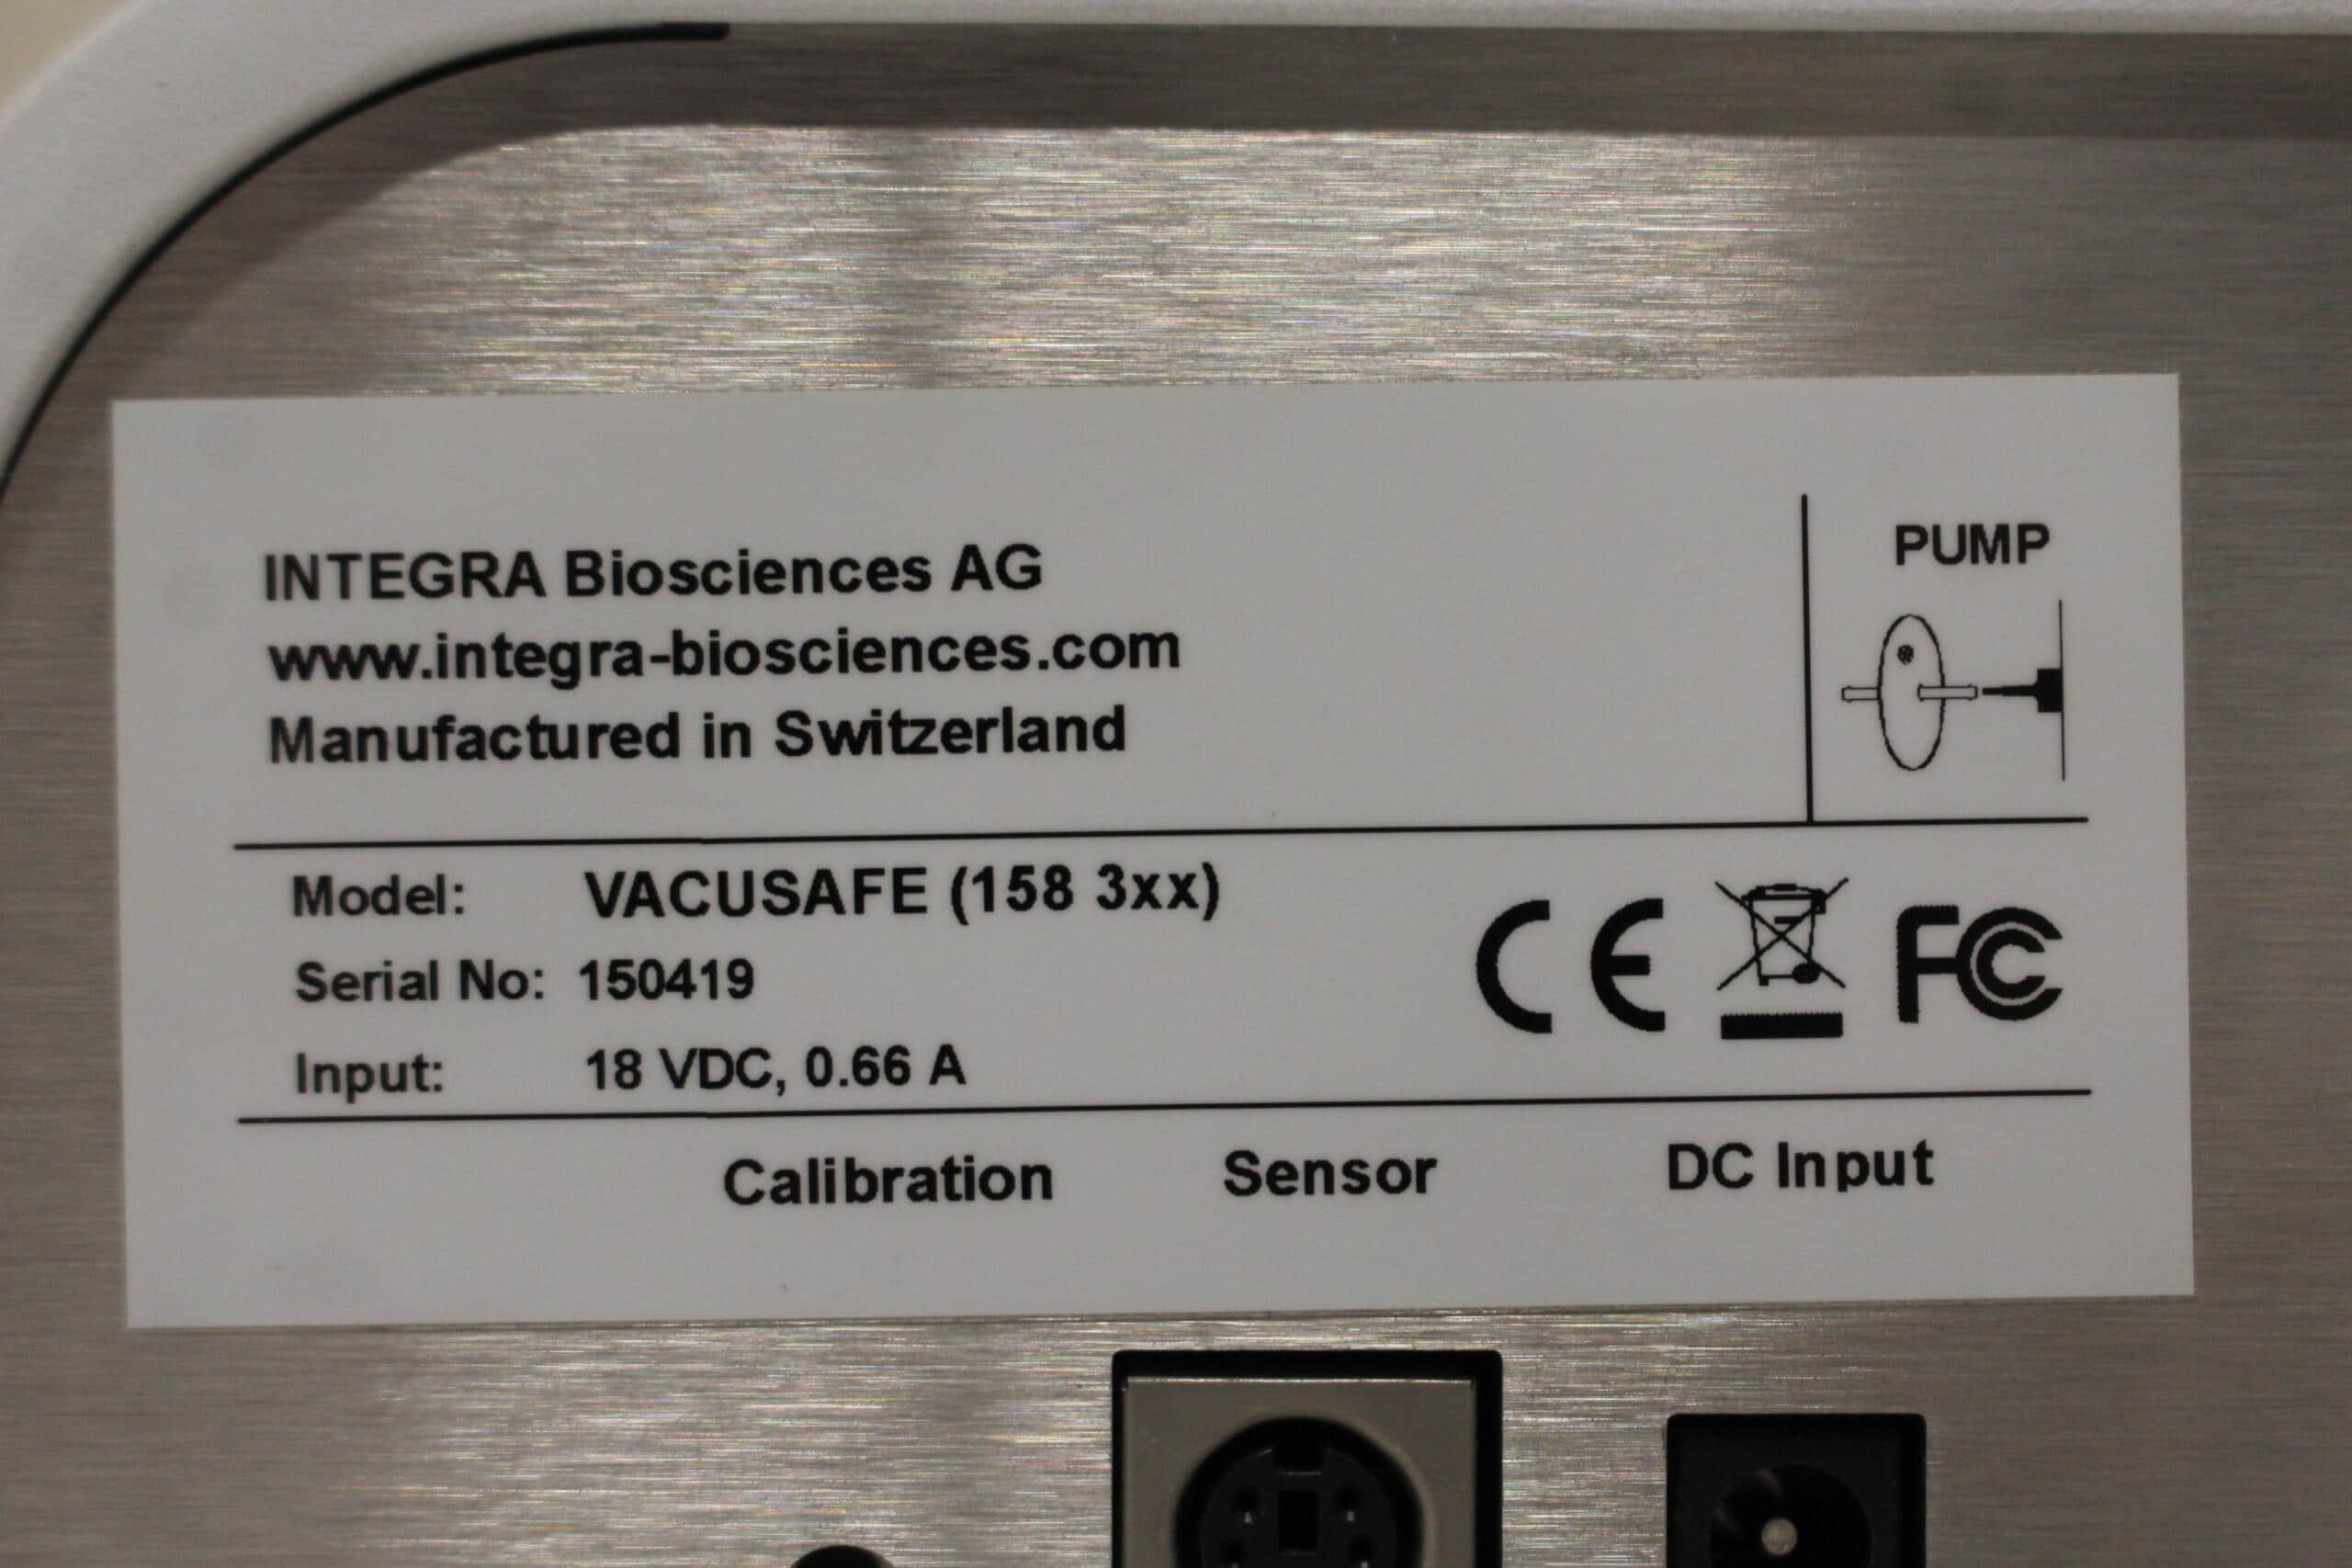 INTEGRA Biosciences AG
www.integra-biosciences.com
Manufactured in Switzerland
PUMP
Model: VACUSAFE (158 3xx)
Serial No: 150419
Input: 18 VDC, 0.66 A
CE FC
Calibration Sensor DC Input